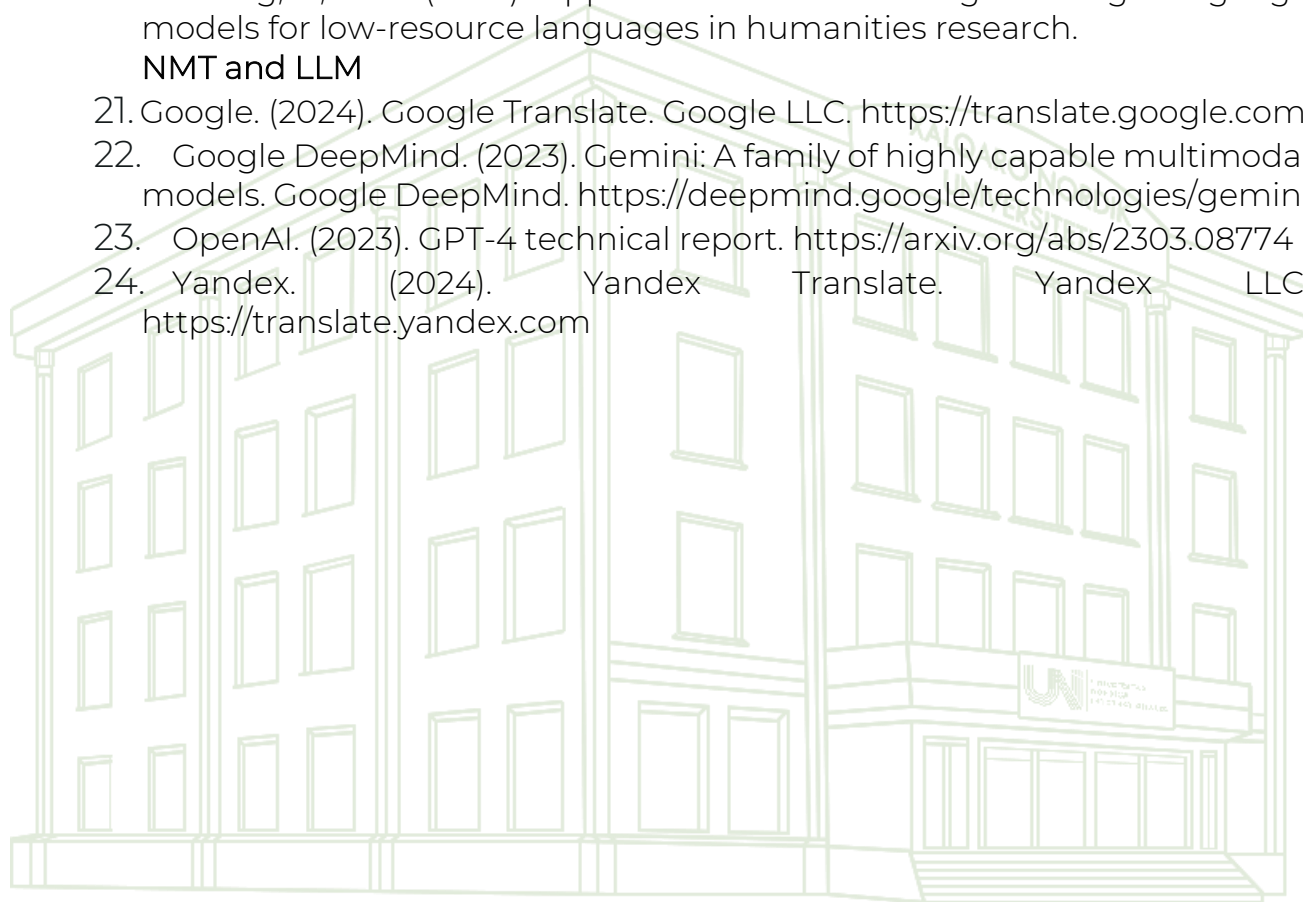 models for low-resource languages in humanities research.
NMT and LLM
21. Google. (2024). Google Translate. Google LLC. https://translate.google.com
22. Google DeepMind. (2023). Gemini: A family of highly capable multimoda
models. Google DeepMind. https://deepmind.google/technologies/gemin
23. OpenAI. (2023). GPT-4 technical report. https://arxiv.org/abs/2303.08774
24. Yandex. (2024). Yandex Translate. Yandex LLC
https://translate.yandex.com
UNIVERSITET
UN